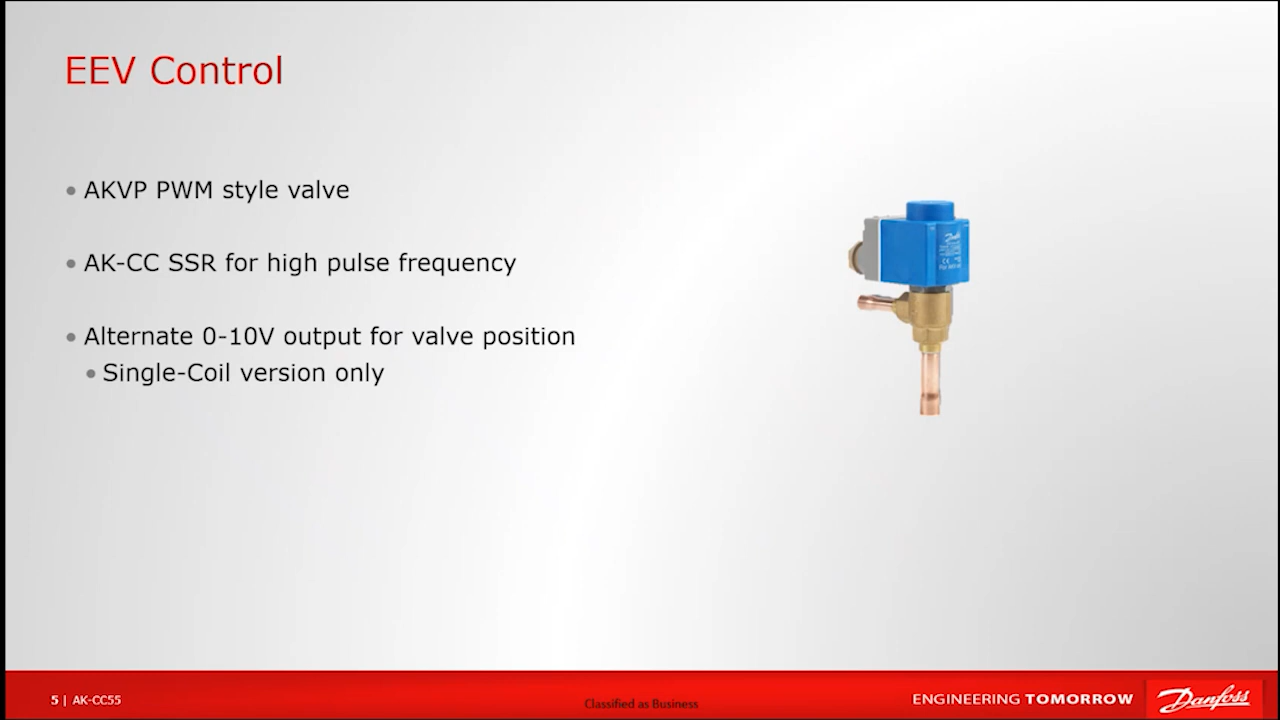 EEV Control
• AKVP PWM style valve
• AK-CC SSR for high pulse frequency
• Alternate 0-10V output for valve position
• Single-Coil version only
5 | AK-CC55
Classified as Business
ENGINEERING TOMORROW
Danfoss